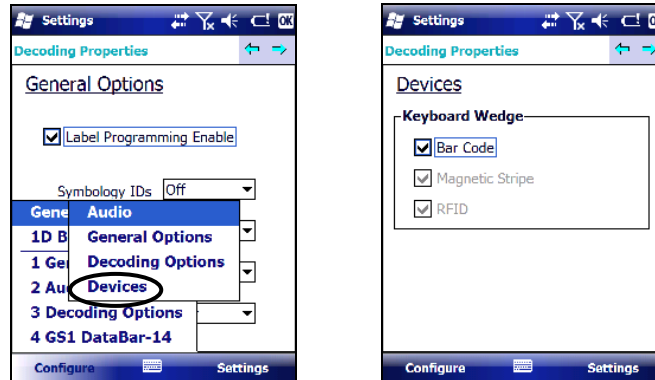 Settings
OK
Decoding Properties
General Options
Label Programming Enable
Symbology IDs Off
Gene
Audio
1D B
General Options
1 Ge
Decoding Options
2 Au
Devices
3 Decoding Options
4 GS1 DataBar-14
Configure
Settings
Settings
Decoding Properties
Devices
Keyboard Wedge
Bar Code
Magnetic Stripe
RFID
Configure
Settings